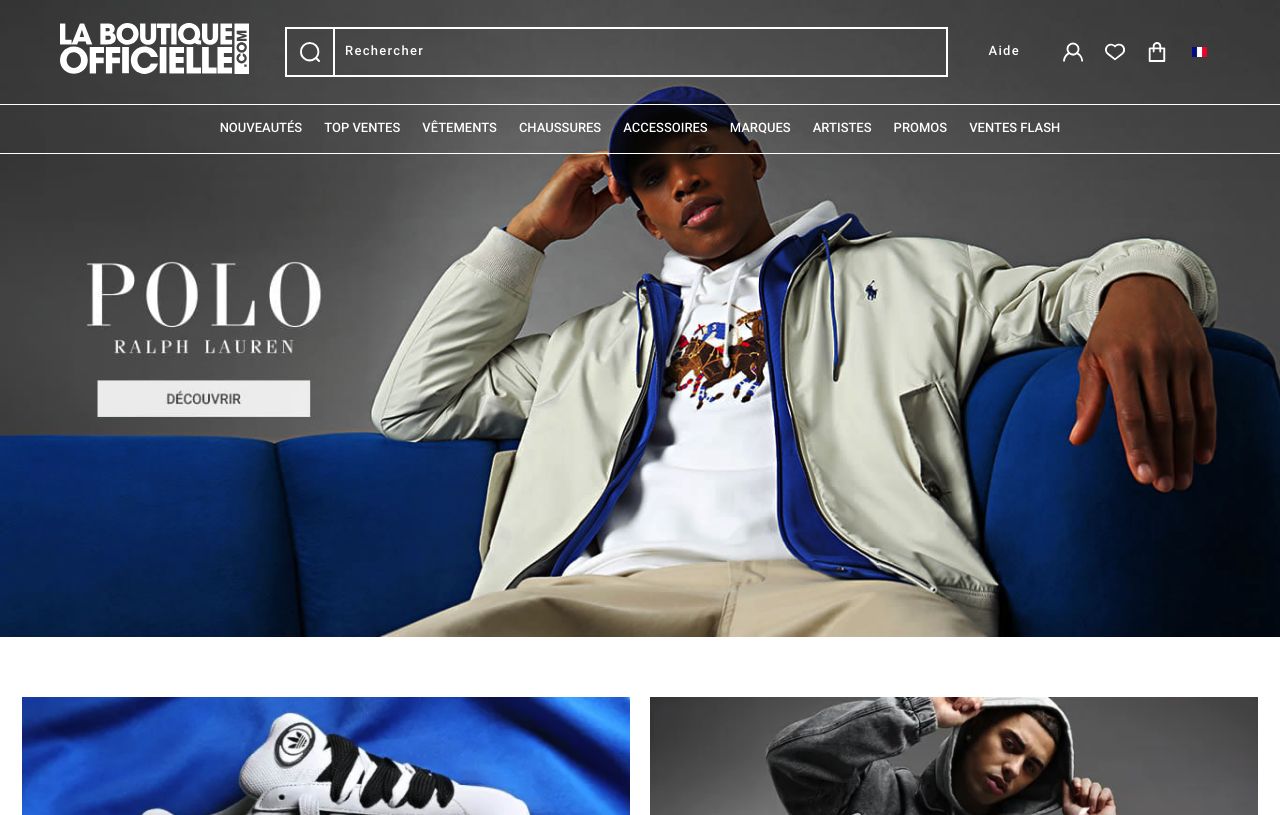 LA BOUTIQUE
OFFICIELLE
.COM
Rechercher
Aide
NOUVEAUTÉS TOP VENTES VÊTEMENTS CHAUSSURES ACCESSOIRES MARQUES ARTISTES PROMOS VENTES FLASH
POLO
RALPH LAUREN
DÉCOUVRIR